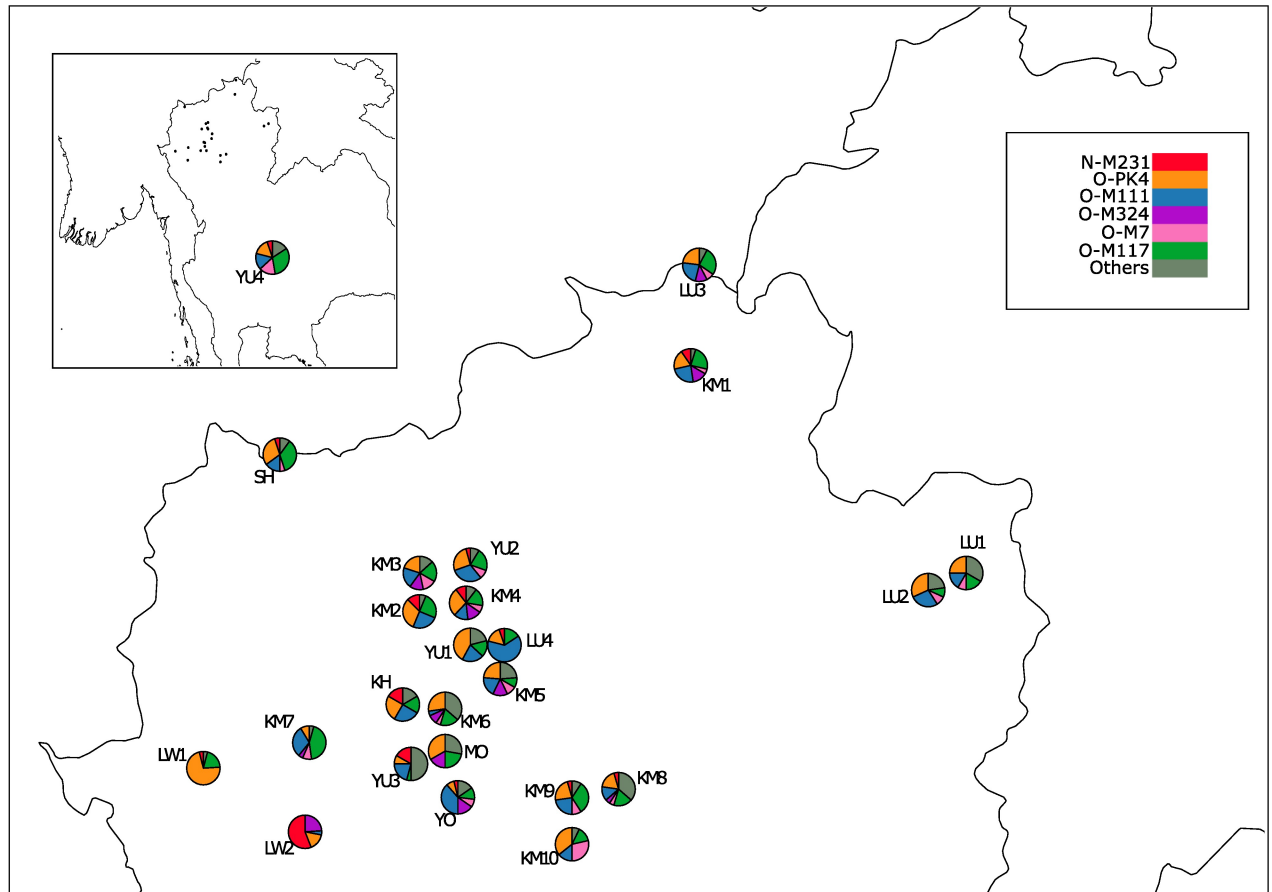 N-M231
O-PK4
O-M111
O-M324
O-M7
O-M117
Others
YU4
LU3
KM1
SH
LU1
YU2
KM3
LU2
KM4
KM2
LU4
YU1
KH
KM5
KM7
KM6
LW1
MO
YU3
KM8
KM9
YO
LW2
KM10